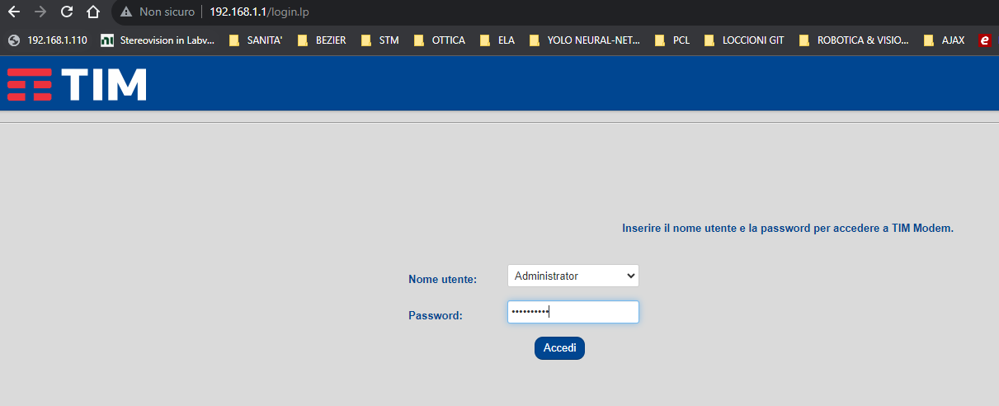 Non sicuro 192.168.1.1/login.lp
192.168.1.110 Stereovision in Labv... SANITA' BEZIER STM OTTICA ELA YOLO NEURAL-NET... PCL LOCCIONI GIT ROBOTICA & VISIO... AJAX e
TIM
Inserire il nome utente e la password per accedere a TIM Modem.
Nome utente: Administrator
Password: ••••••••••
Accedi